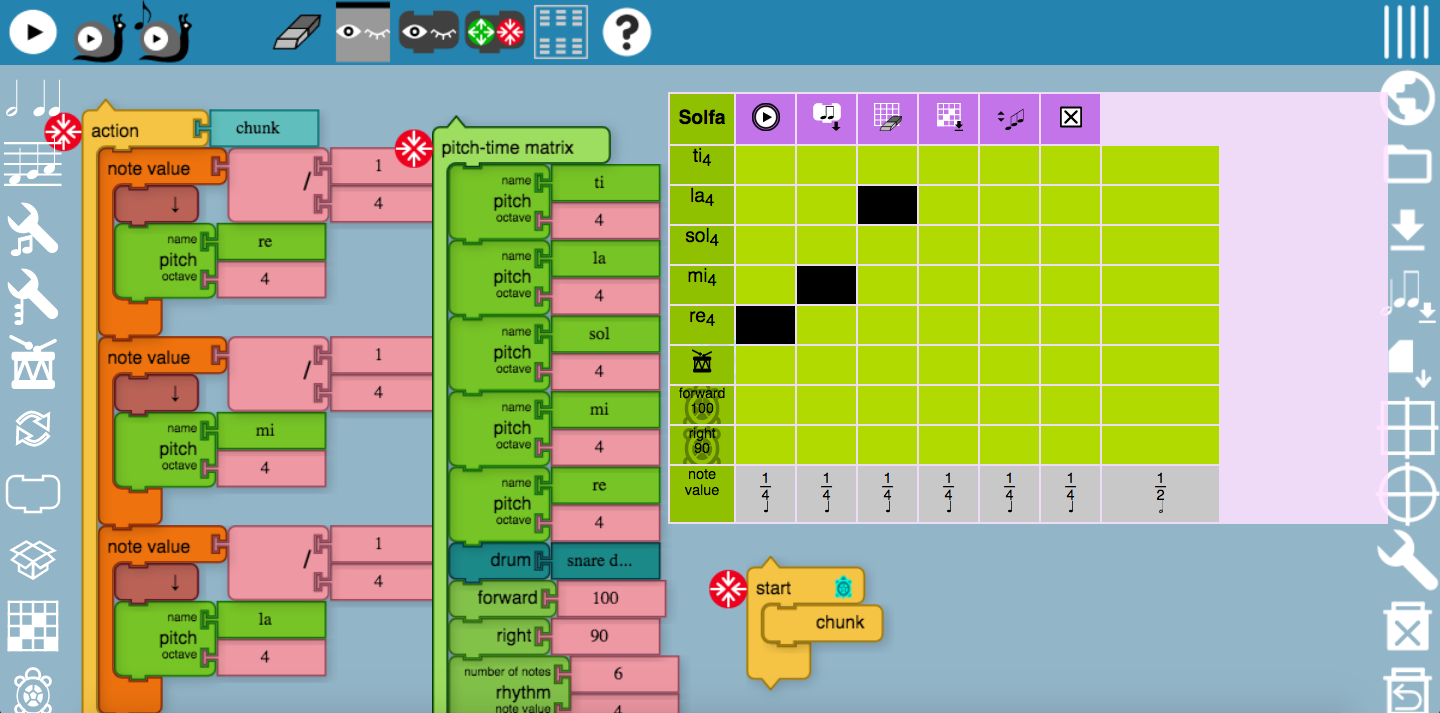 ?
action
chunk
note value
/
1
4
↓
name
pitch
octave
re
4
note value
/
1
4
↓
name
pitch
octave
mi
4
note value
/
1
4
↓
name
pitch
octave
la
4
pitch-time matrix
name
pitch
octave
ti
4
name
pitch
octave
la
4
name
pitch
octave
sol
4
name
pitch
octave
mi
4
name
pitch
octave
re
4
drum
snare d...
forward
100
right
90
number of notes
rhythm
note value
6
4
Solfa
ti4
la4
sol4
mi4
re4
forward
100
right
90
note
value
1
4
1
4
1
4
1
4
1
4
1
4
1
2
start
chunk